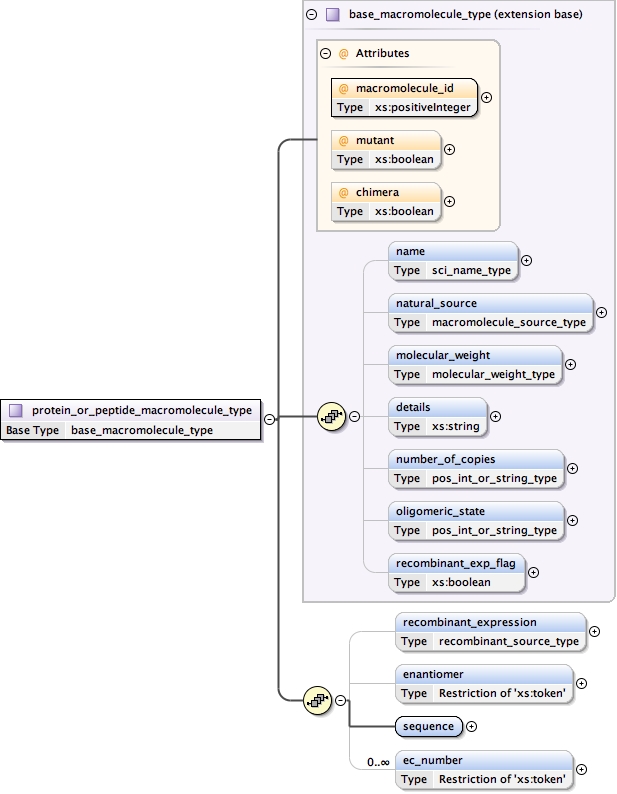 base_macromolecule_type (extension base)
@ Attributes
@ macromolecule_id
Type xs:positiveInteger
@ mutant
Type xs:boolean
@ chimera
Type xs:boolean
name
Type sci_name_type
natural_source
Type macromolecule_source_type
molecular_weight
Type molecular_weight_type
details
Type xs:string
number_of_copies
Type pos_int_or_string_type
oligomeric_state
Type pos_int_or_string_type
recombinant_exp_flag
Type xs:boolean
protein_or_peptide_macromolecule_type
Base Type base_macromolecule_type
recombinant_expression
Type recombinant_source_type
enantiomer
Type Restriction of 'xs:token'
sequence
0..∞ ec_number
Type Restriction of 'xs:token'